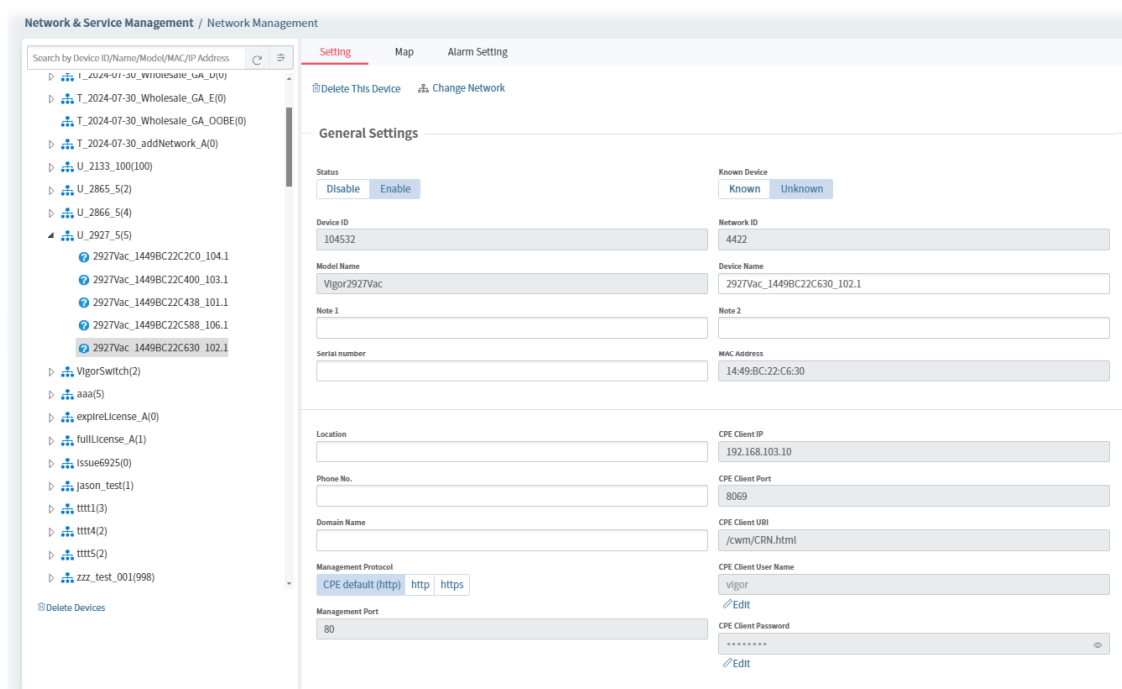 Network & Service Management / Network Management
Search by Device ID/Name/Model/MAC/IP Address
T_2024-07-30_Wholesale_GA_D(0)
T_2024-07-30_Wholesale_GA_E(0)
T_2024-07-30_Wholesale_GA_OOBE(0)
T_2024-07-30_addNetwork_A(0)
U_2133_100(100)
U_2865_5(2)
U_2866_5(4)
U_2927_5(5)
2927Vac_1449BC22C2C0_104.1
2927Vac_1449BC22C400_103.1
2927Vac_1449BC22C438_101.1
2927Vac_1449BC22C588_106.1
2927Vac_1449BC22C630_102.1
VigorSwitch(2)
aaa(5)
expireLicense_A(0)
fullLicense_A(1)
issue6925(0)
jason_test(1)
tttt1(3)
tttt4(2)
tttt5(2)
zzz_test_001(998)
Delete Devices
Setting Map Alarm Setting
Delete This Device Change Network
General Settings
Status Known Device
Disable Enable Known Unknown
Device ID Network ID
104532 4422
Model Name Device Name
Vigor2927Vac 2927Vac_1449BC22C630_102.1
Note 1 Note 2
Serial number MAC Address
14:49:BC:22:C6:30
Location CPE Client IP
192.168.103.10
Phone No. CPE Client Port
8069
Domain Name CPE Client URI
/cwm/CRN.html
Management Protocol CPE Client User Name
CPE default (http) http https vigor
Edit
Management Port CPE Client Password
80 ••••••••
Edit